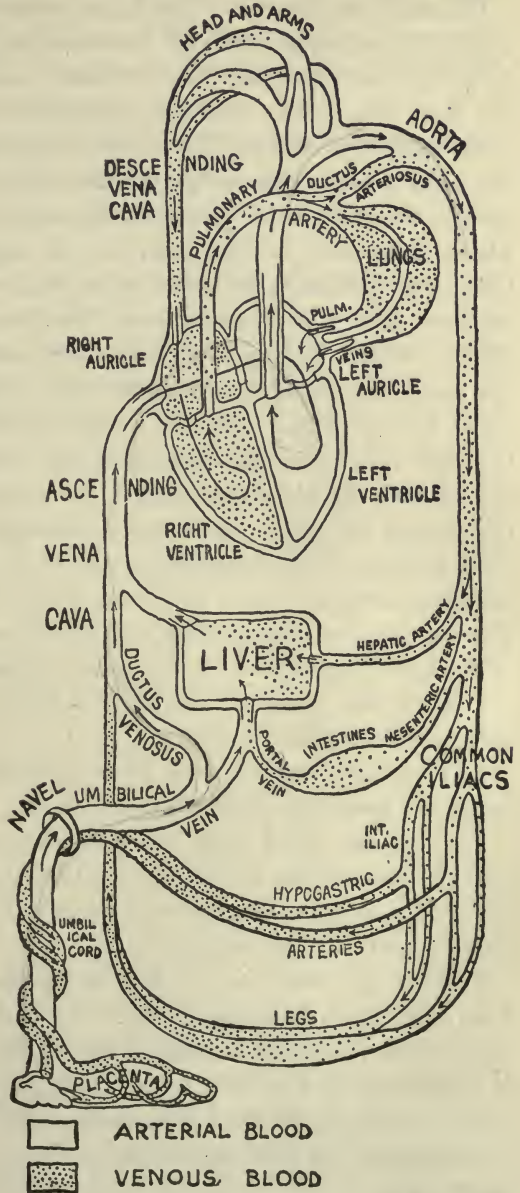 HEAD AND ARMS
AORTA
DESCE NDING
VENA
CAVA
PULMONARY
ARTERY
DUCTUS
ARTERIOSUS
LUNGS
PULM.
VEINS
RIGHT
AURICLE
LEFT
AURICLE
LEFT
VENTRICLE
RIGHT
VENTRICLE
ASCE NDING
VENA
CAVA
HEPATIC ARTERY
LIVER
DUCTUS
VENOSUS
PORTAL
VEIN
INTESTINES
MESENTERIC ARTERY
COMMON
ILIACS
NAVEL
UMBILICAL
VEIN
INT.
ILIAC
HYPOGASTRIC
ARTERIES
UMBIL
ICAL
CORD
LEGS
PLACENTA
ARTERIAL BLOOD
VENOUS BLOOD